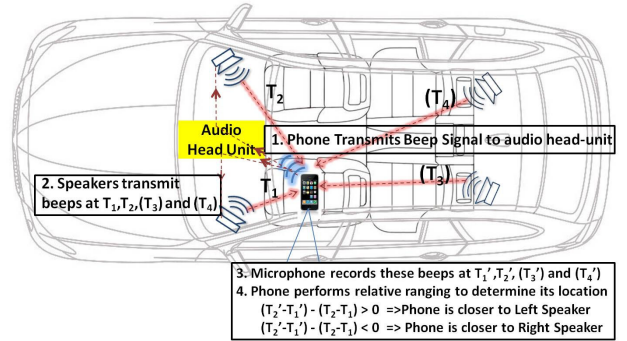 T₂
(T₄)
Audio
Head Unit
1. Phone Transmits Beep Signal to audio head-unit
2. Speakers transmit
beeps at T₁,T₂,(T₃) and (T₄)
T₁
(T₃)
3. Microphone records these beeps at T₁’,T₂’, (T₃’) and (T₄’)
4. Phone performs relative ranging to determine its location
(T₂’-T₁’) - (T₂-T₁) > 0 =>Phone is closer to Left Speaker
(T₂’-T₁’) - (T₂-T₁) < 0 => Phone is closer to Right Speaker